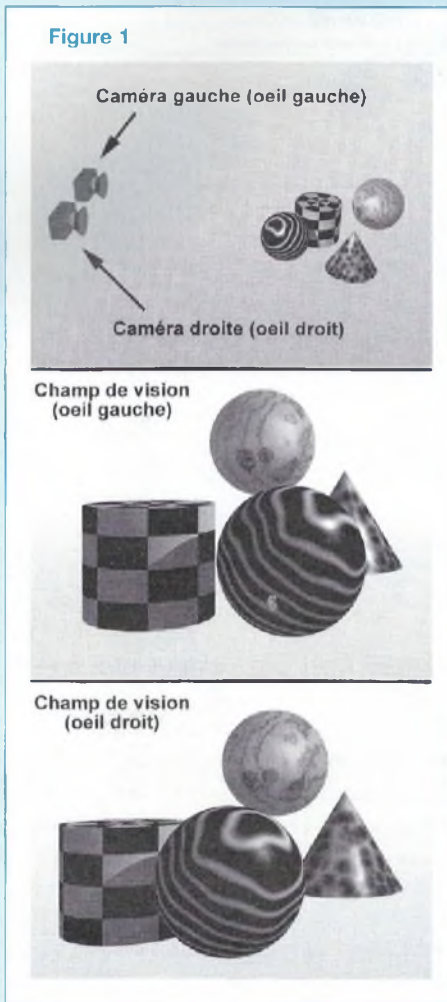 Figure 1
Caméra gauche (oeil gauche)
Caméra droite (oeil droit)
Champ de vision
(oeil gauche)
Champ de vision
(oeil droit)